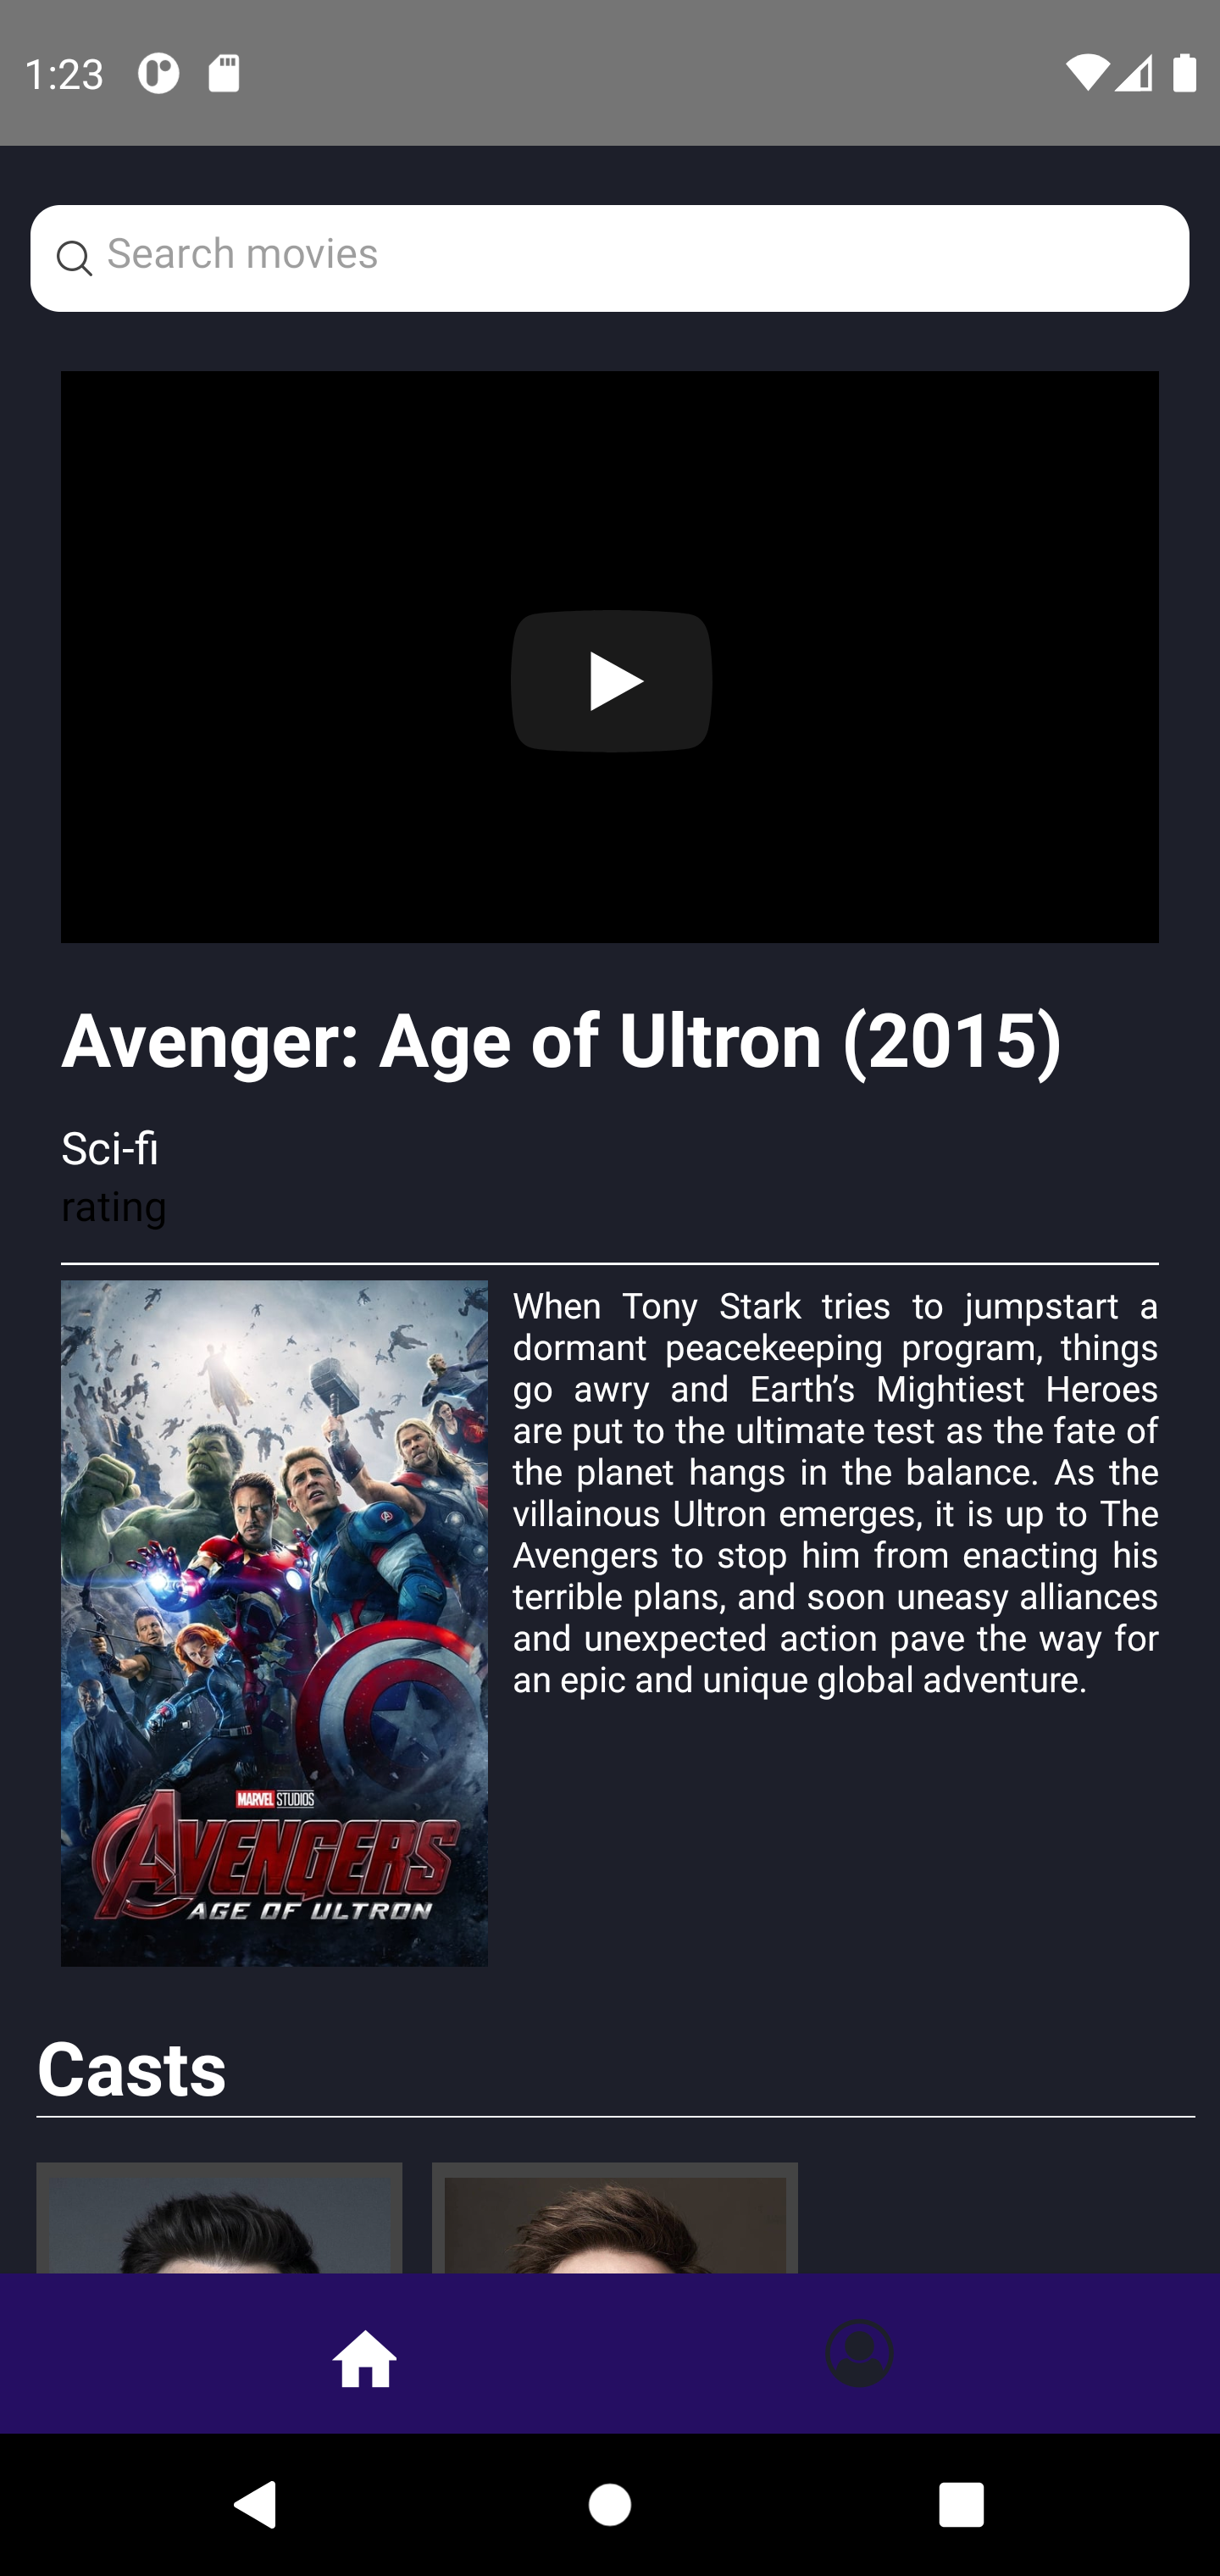 1:23
Search movies
Avenger: Age of Ultron (2015)
Sci-fi
rating
When Tony Stark tries to jumpstart a
dormant peacekeeping program, things
go awry and Earth’s Mightiest Heroes
are put to the ultimate test as the fate of
the planet hangs in the balance. As the
villainous Ultron emerges, it is up to The
Avengers to stop him from enacting his
terrible plans, and soon uneasy alliances
and unexpected action pave the way for
an epic and unique global adventure.
MARVEL STUDIOS
AVENGERS
AGE OF ULTRON
Casts